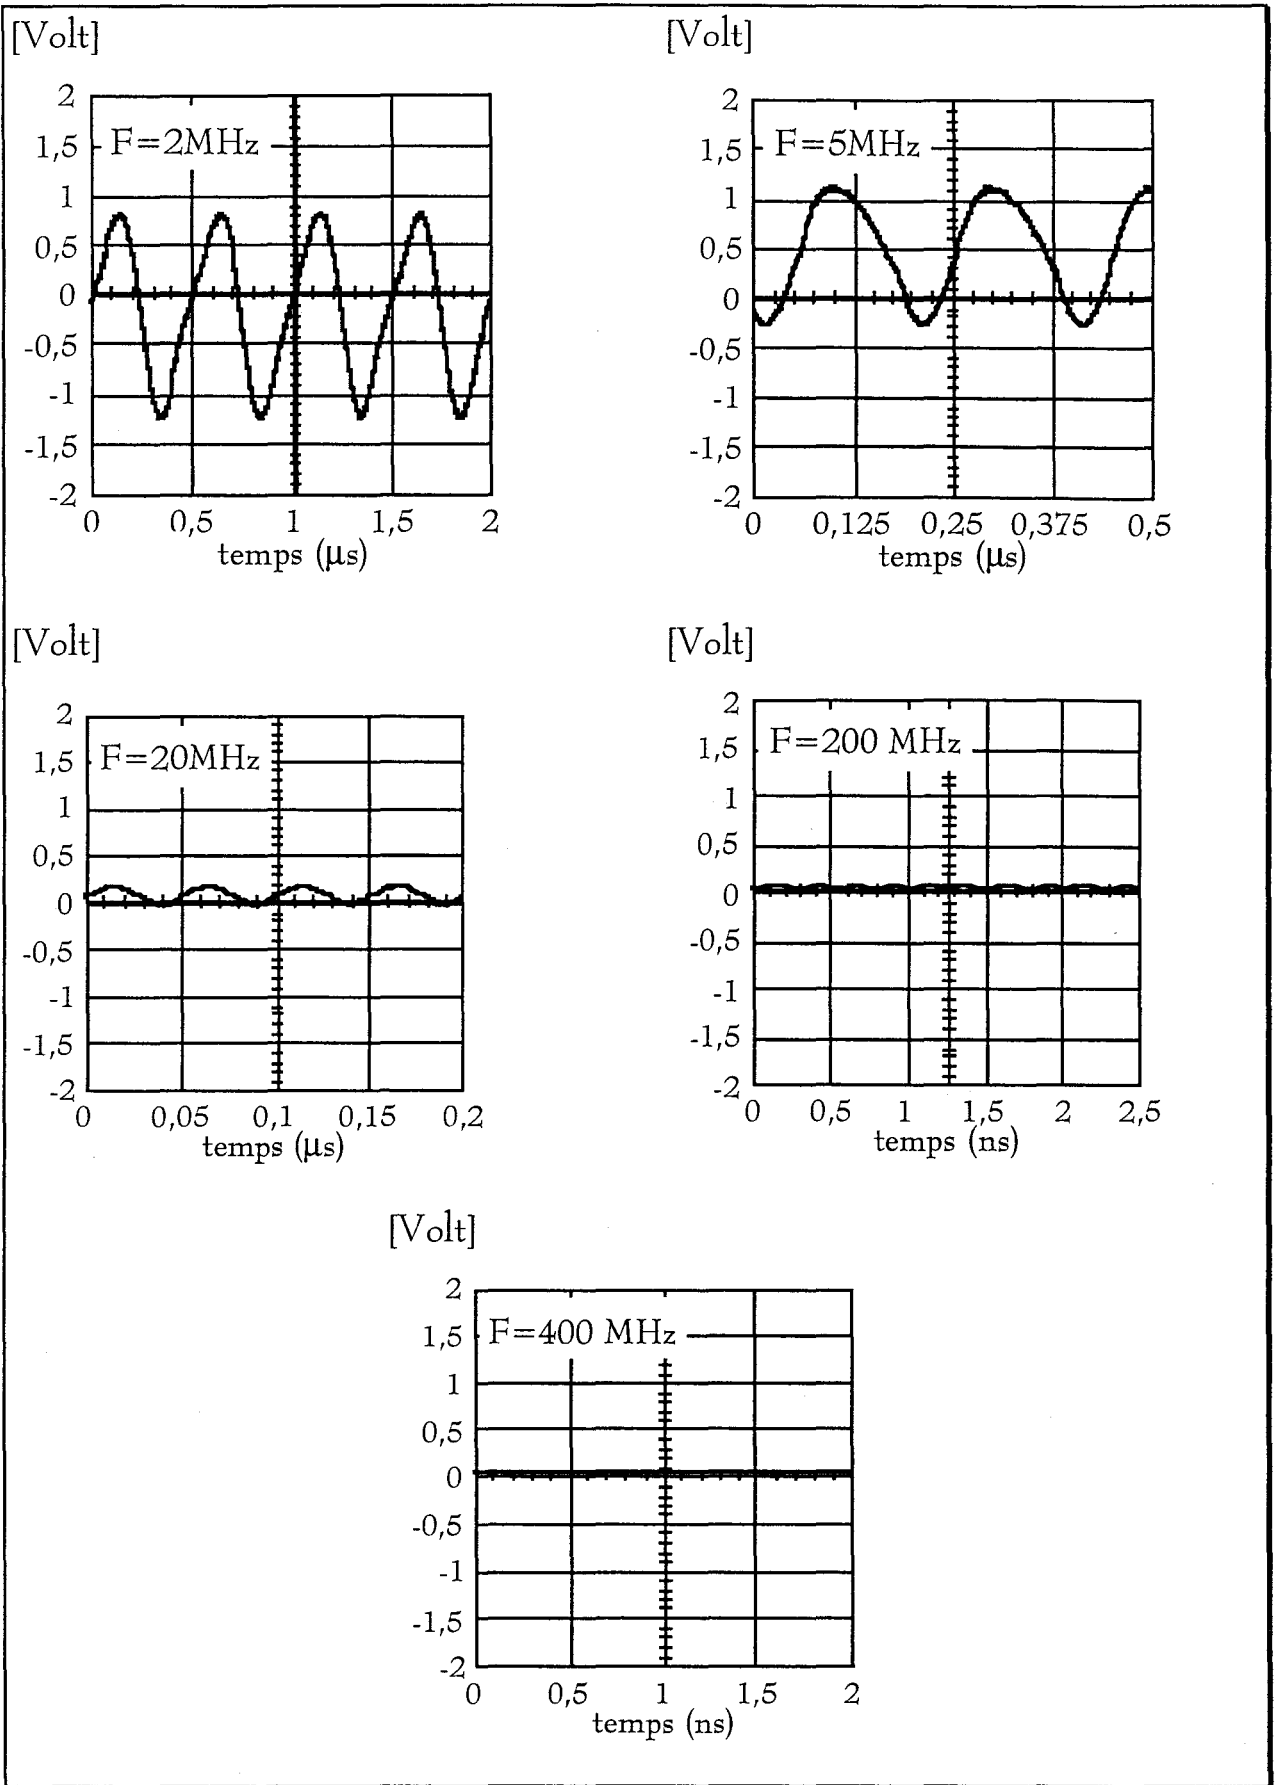 [Volt]
2
1,5
1
0,5
0
-0,5
-1
-1,5
-2
F=2MHz
0 0,5 1 1,5 2
temps (µs)
[Volt]
2
1,5
1
0,5
0
-0,5
-1
-1,5
-2
F=5MHz
0 0,125 0,25 0,375 0,5
temps (µs)
[Volt]
2
1,5
1
0,5
0
-0,5
-1
-1,5
-2
F=20MHz
0 0,05 0,1 0,15 0,2
temps (µs)
[Volt]
2
1,5
1
0,5
0
-0,5
-1
-1,5
-2
F=200 MHz
0 0,5 1 1,5 2 2,5
temps (ns)
[Volt]
2
1,5
1
0,5
0
-0,5
-1
-1,5
-2
F=400 MHz
0 0,5 1 1,5 2
temps (ns)